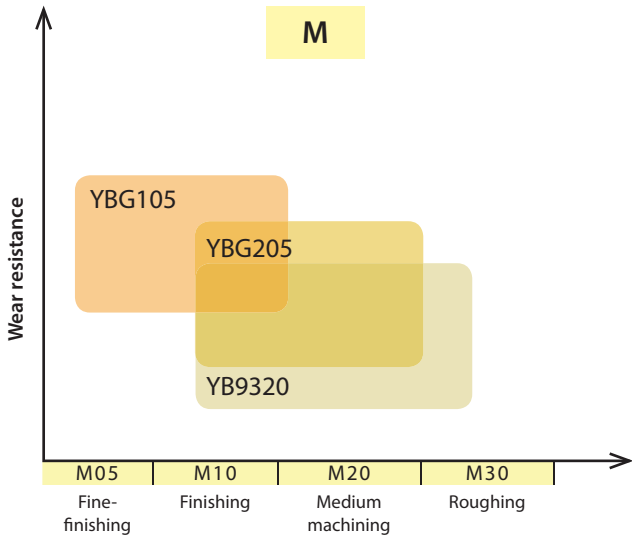 M
Wear resistance
YBG105
YBG205
YB9320
M05 M10 M20 M30
Fine-
finishing
Finishing
Medium
machining
Roughing